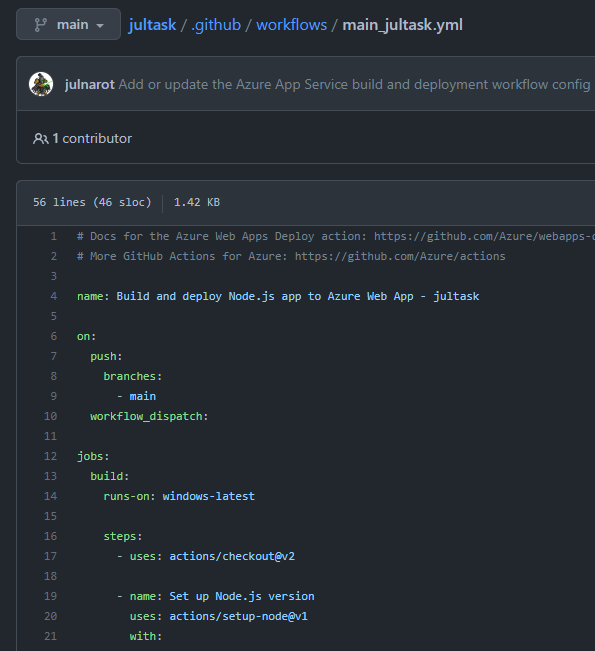 main jultask / .github / workflows / main_jultask.yml
julnarot Add or update the Azure App Service build and deployment workflow config
1 contributor
56 lines (46 sloc) 1.42 KB
1 # Docs for the Azure Web Apps Deploy action: https://github.com/Azure/webapps-
2 # More GitHub Actions for Azure: https://github.com/Azure/actions
3
4 name: Build and deploy Node.js app to Azure Web App - jultask
5
6 on:
7 push:
8 branches:
9 - main
10 workflow_dispatch:
11
12 jobs:
13 build:
14 runs-on: windows-latest
15
16 steps:
17 - uses: actions/checkout@v2
18
19 - name: Set up Node.js version
20 uses: actions/setup-node@v1
21 with: